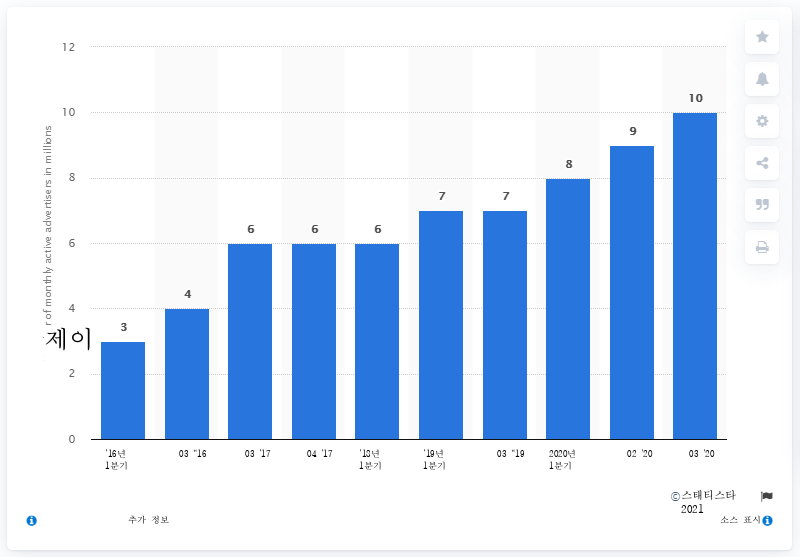 12
10
8
6
4
2
0
r of monthly active advertisers in millions
제이
3
4
6
6
6
7
7
8
9
10
'16년
1분기
03 "16
03 '17
04 '17
'18년
1분기
'19년
1분기
03 "19
2020년
1분기
02 '20
03 '20
©스태티스타
2021
추가 정보
소스 표시